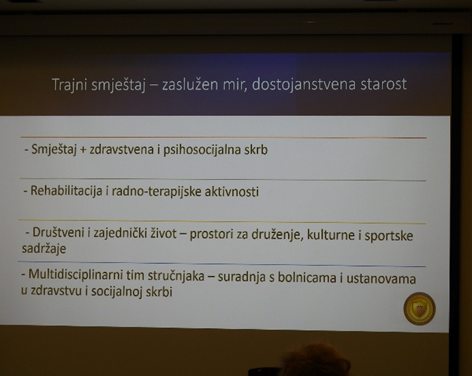 Trajni smještaj – zaslužen mir, dostojanstvena starost
- Smještaj + zdravstvena i psihosocijalna skrb
- Rehabilitacija i radno-terapijske aktivnosti
- Društveni i zajednički život – prostori za druženje, kulturne i sportske
sadržaje
- Multidisciplinarni tim stručnjaka – suradnja s bolnicama i ustanovama
u zdravstvu i socijalnoj skrbi